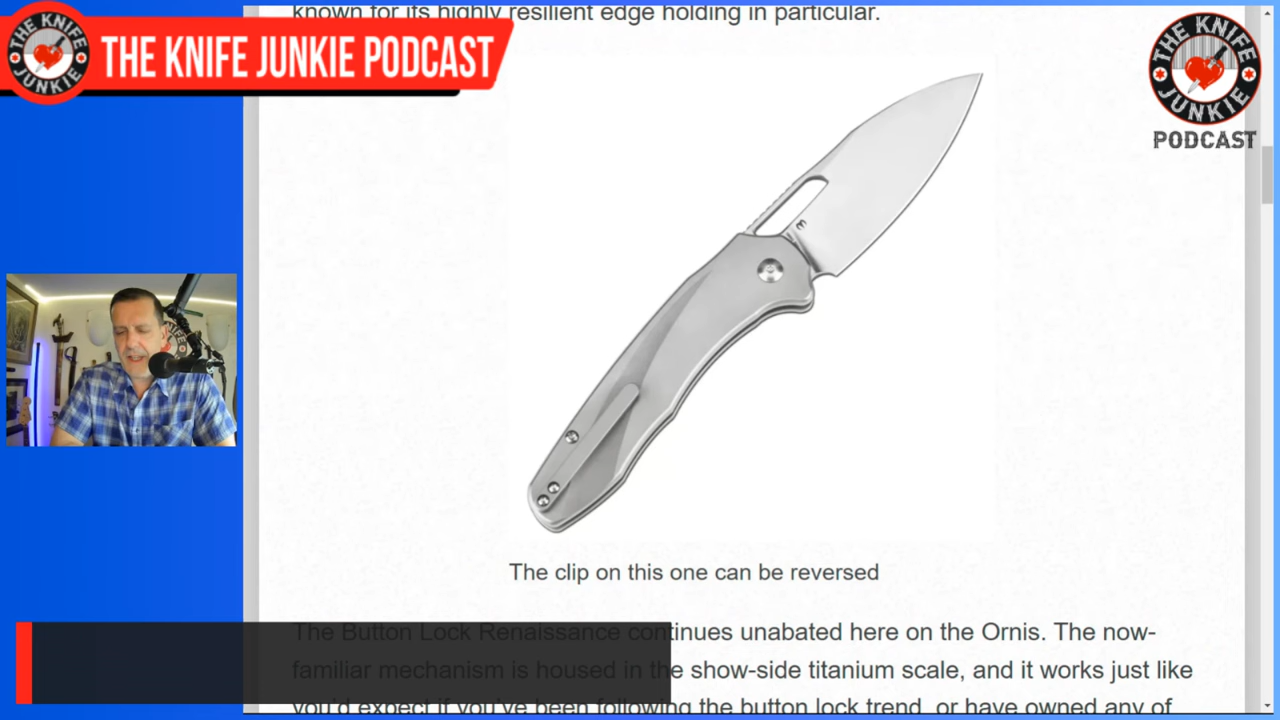 known for its highly resilient edge holding in particular.
THE KNIFE JUNKIE
THE KNIFE JUNKIE PODCAST
THE KNIFE JUNKIE
PODCAST
The clip on this one can be reversed
The Button Lock Renaissance continues unabated here on the Ornis. The now-
familiar mechanism is housed in the show-side titanium scale, and it works just like
you'd expect if you've been following the button lock trend, or have owned any of